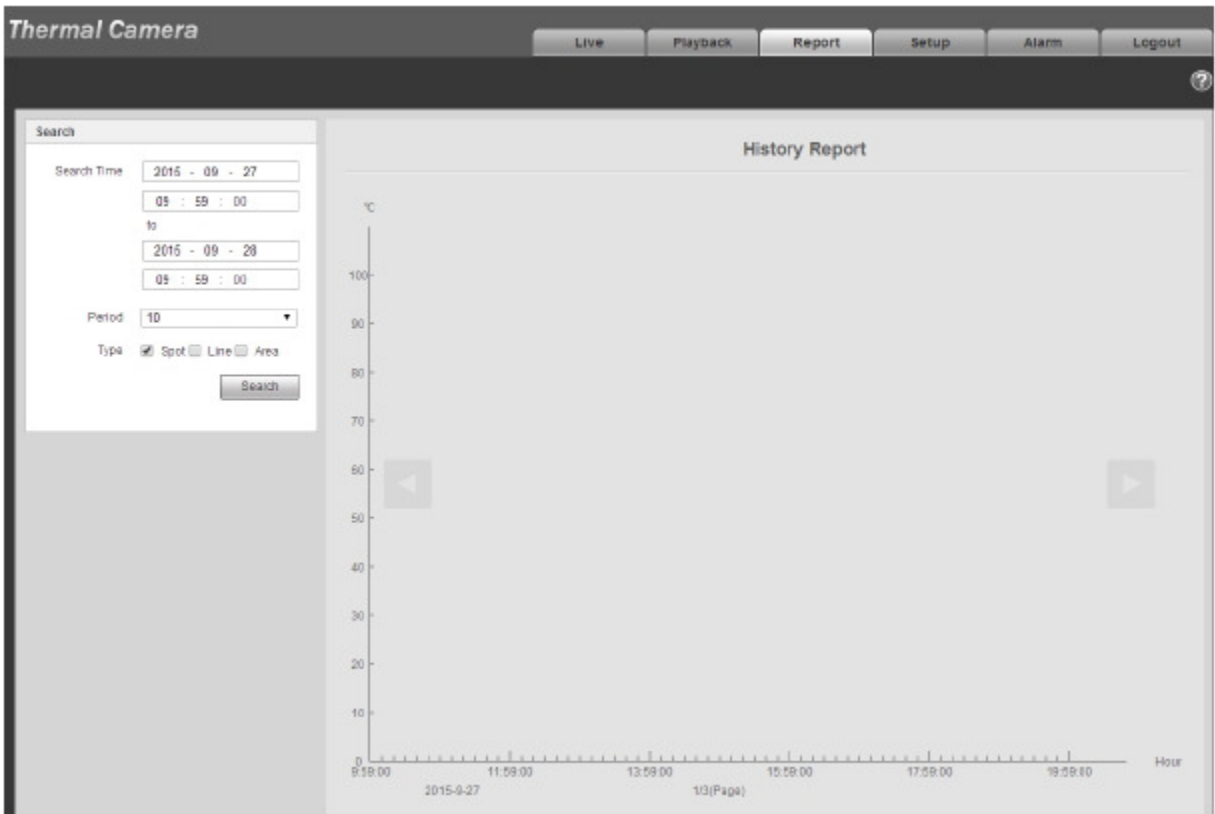 Thermal Camera
Live
Playback
Report
Setup
Alarm
Logout
?
Search
Search Time
2015 - 09 - 27
09 : 59 : 00
to
2015 - 09 - 28
09 : 59 : 00
Period
10
Type
Spot
Line
Area
Search
History Report
℃
100
90
80
70
60
50
40
30
20
10
0
9:59:00
11:59:00
13:59:00
15:59:00
17:59:00
19:59:00
Hour
2015-9-27
1/3(Page)